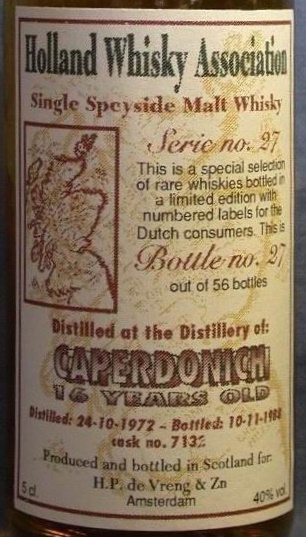 Holland Whisky Association
Single Speyside Malt Whisky
Serie no. 27
This is a special selection
of rare whiskies bottled in
a limited edition with
numbered labels for the
Dutch consumers. This is
Bottle no. 27
out of 56 bottles
Distilled at the Distillery of:
CAPERDONICH
16 YEARS OLD
Distilled: 24-10-1972 - Bottled: 10-11-1988
cask no. 7132
Produced and bottled in Scotland for:
H.P. de Vreng & Zn
5 cl. Amsterdam 40% vol.